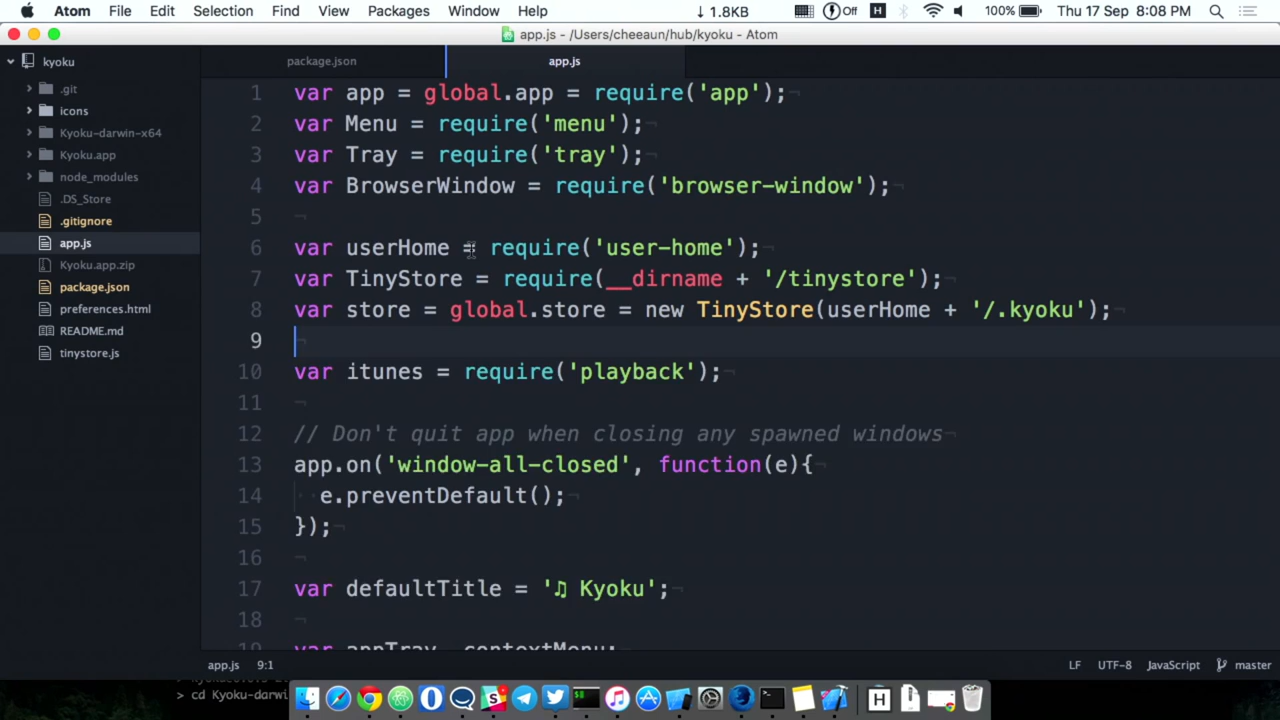 Atom File Edit Selection Find View Packages Window Help ↓ 1.8KB Off H 100% Thu 17 Sep 8:08 PM
app.js - /Users/cheeaun/hub/kyoku - Atom
kyoku
package.json app.js
.git
icons
Kyoku-darwin-x64
Kyoku.app
node_modules
.DS_Store
.gitignore
app.js
Kyoku.app.zip
package.json
preferences.html
README.md
tinystore.js
1 var app = global.app = require('app');¬
2 var Menu = require('menu');¬
3 var Tray = require('tray');¬
4 var BrowserWindow = require('browser-window');¬
5 ¬
6 var userHome = require('user-home');¬
7 var TinyStore = require(__dirname + '/tinystore');¬
8 var store = global.store = new TinyStore(userHome + '/.kyoku');¬
9 ¬
10 var itunes = require('playback');¬
11 ¬
12 // Don't quit app when closing any spawned windows¬
13 app.on('window-all-closed', function(e){¬
14 e.preventDefault();¬
15 });¬
16 ¬
17 var defaultTitle = '♫ Kyoku';¬
18 ¬
19 var appTray, contextMenu;
app.js 9:1 LF UTF-8 JavaScript master
> cd Kyoku-darwi
H